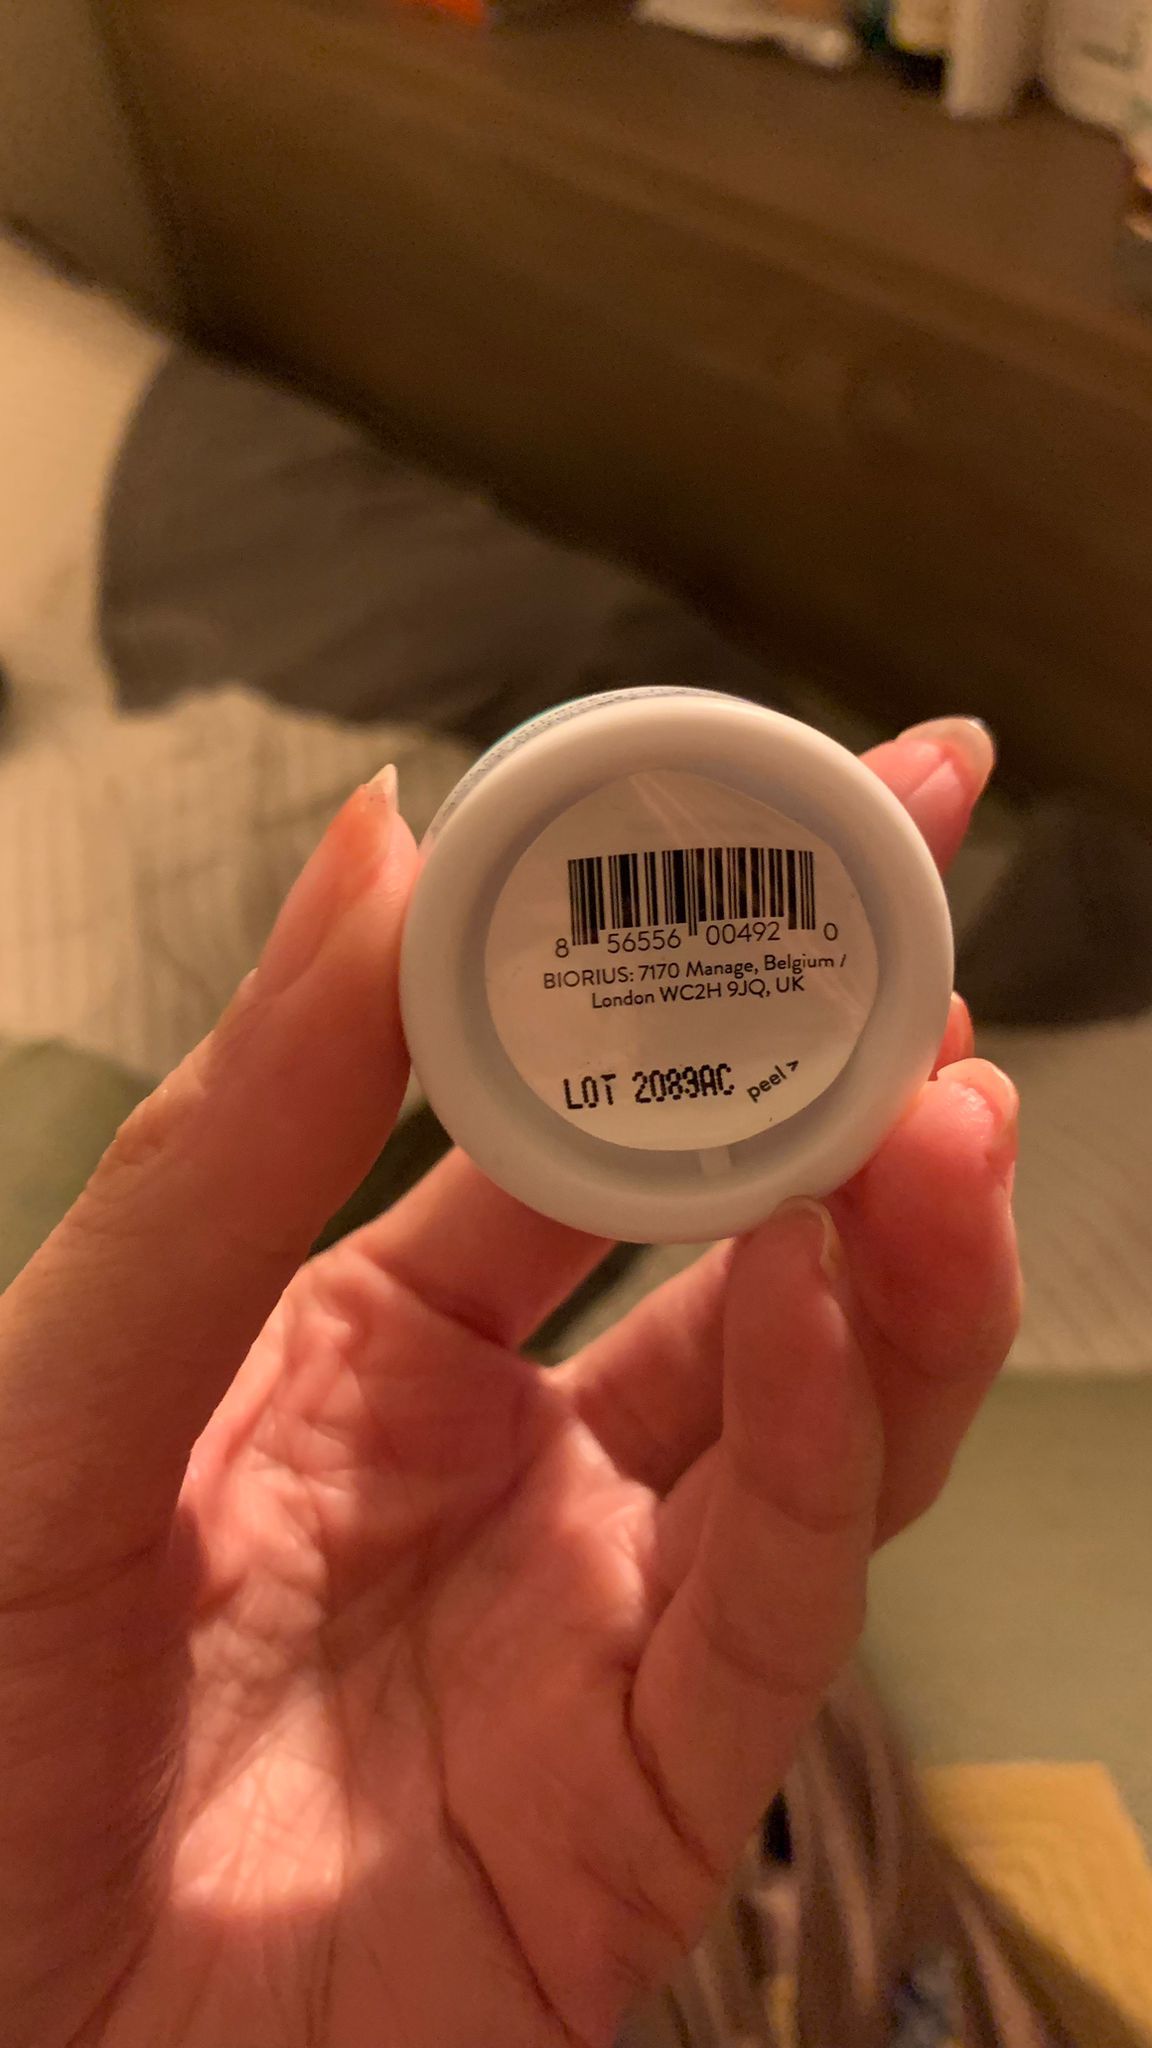 8 56556 00492 0
BIORIUS: 7170 Manage, Belgium /
London WC2H 9JQ, UK
LOT 2083AC
peel >